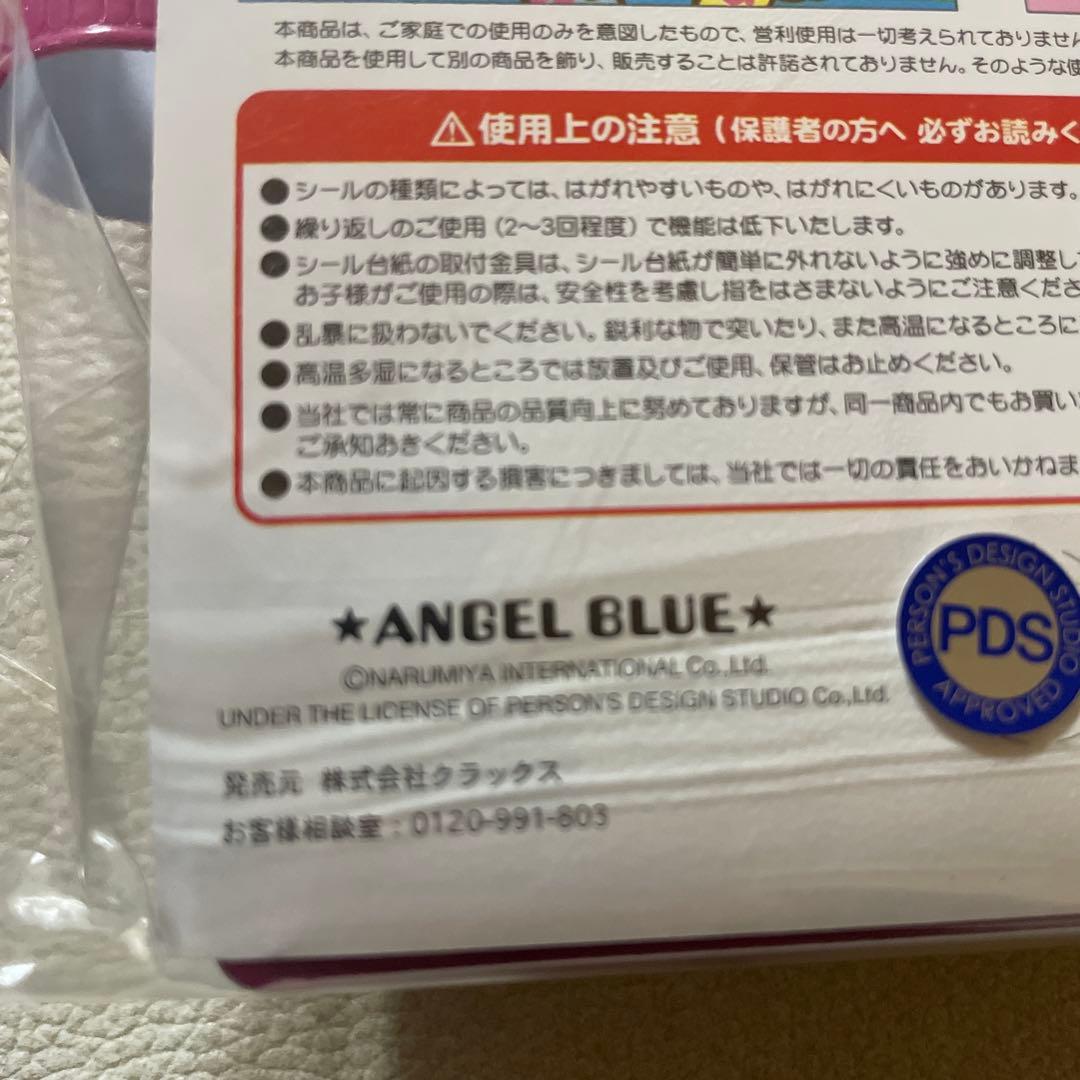 本商品は、ご家庭での使用のみを意図したもので、営利使用は一切考えられておりません
本商品を使用して別の商品を飾り、販売することは許諾されておりません。そのような使
⚠使用上の注意(保護者の方へ 必ずお読みく
●シールの種類によっては、はがれやすいものや、はがれにくいものがあります。
●繰り返しのご使用(2〜3回程度)で機能は低下いたします。
●シール台紙の取付金具は、シール台紙が簡単に外れないように強めに調整し
お子様がご使用の際は、安全性を考慮し指をはさまないようにご注意くださ
●乱暴に扱わないでください。鋭利な物で突いたり、また高温になるところに
●高温多湿になるところでは放置及びご使用、保管はお止めください。
●当社では常に商品の品質向上に努めておりますが、同一商品内でもお買い
ご承知おきください。
●本商品に起因する損害につきましては、当社では一切の責任をおいかねま
★ANGEL BLUE★
©NARUMIYA INTERNATIONAL Co.,Ltd.
UNDER THE LICENSE OF PERSON'S DESIGN STUDIO Co.,Ltd.
PERSON'S DESIGN STUDIO
PDS
APPROVED
発売元 株式会社クラックス
お客様相談室：0120-991-803